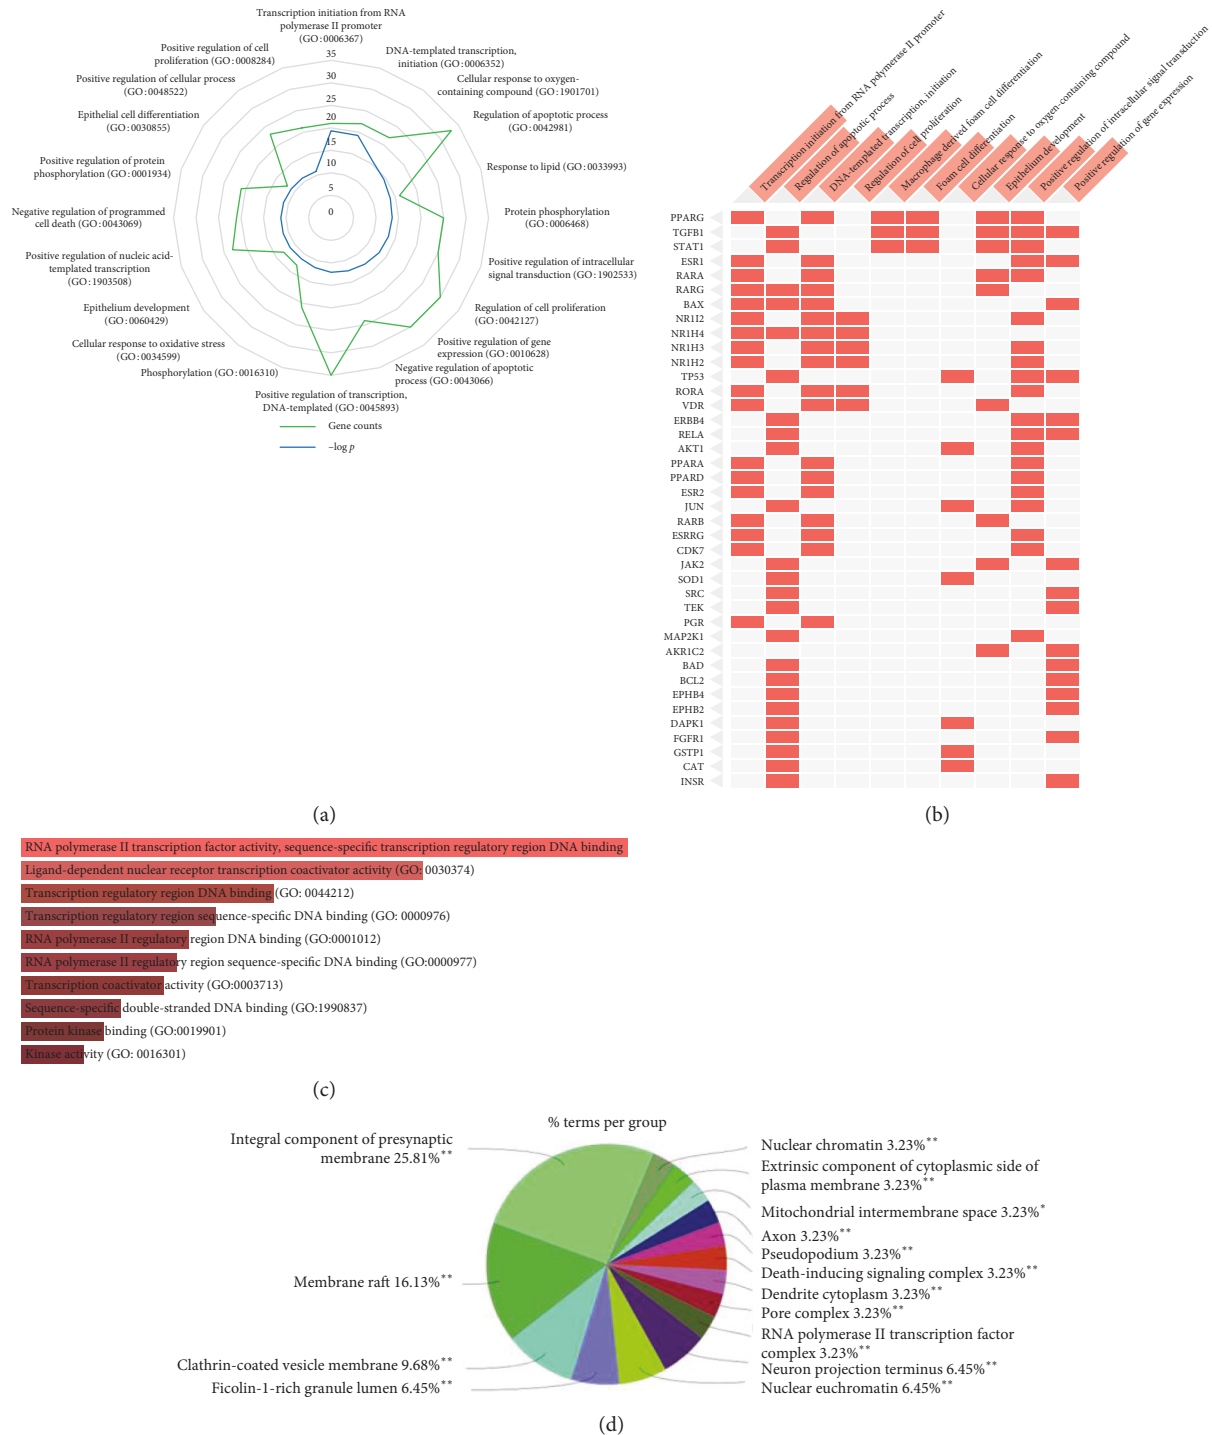 Transcription initiation from RNA
polymerase II promoter
(GO:0006367)
DNA-templated transcription,
initiation (GO:0006352)
Cellular response to oxygen-
containing compound (GO:1901701)
Regulation of apoptotic process
(GO:0042981)
Response to lipid (GO:0033993)
Protein phosphorylation
(GO:0006468)
Positive regulation of intracellular
signal transduction (GO:1902533)
Regulation of cell proliferation
(GO:0042127)
Positive regulation of gene
expression (GO:0010628)
Negative regulation of apoptotic
process (GO:0043066)
Positive regulation of transcription,
DNA-templated (GO:0045893)
Phosphorylation (GO:0016310)
Cellular response to oxidative stress
(GO:0034599)
Epithelium development
(GO:0060429)
Positive regulation of nucleic acid-
templated transcription
(GO:1903508)
Negative regulation of programmed
cell death (GO:0043069)
Positive regulation of protein
phosphorylation (GO:0001934)
Epithelial cell differentiation
(GO:0030855)
Positive regulation of cellular process
(GO:0048522)
Positive regulation of cell
proliferation (GO:0008284)
35
30
25
20
15
10
5
0
Gene counts
–log p
(a)
Transcription initiation from RNA polymerase II promoter
Regulation of apoptotic process
DNA-templated transcription, initiation
Regulation of cell proliferation
Macrophage derived foam cell differentiation
Foam cell differentiation
Cellular response to oxygen-containing compound
Epithelium development
Positive regulation of intracellular signal transduction
Positive regulation of gene expression
PPARG
TGFB1
STAT1
ESR1
RARA
RARG
BAX
NR1I2
NR1H4
NR1H3
NR1H2
TP53
RORA
VDR
ERBB4
RELA
AKT1
PPARA
PPARD
ESR2
JUN
RARB
ESRRG
CDK7
JAK2
SOD1
SRC
TEK
PGR
MAP2K1
AKR1C2
BAD
BCL2
EPHB4
EPHB2
DAPK1
FGFR1
GSTP1
CAT
INSR
(b)
RNA polymerase II transcription factor activity, sequence-specific transcription regulatory region DNA binding
Ligand-dependent nuclear receptor transcription coactivator activity (GO: 0030374)
Transcription regulatory region DNA binding (GO: 0044212)
Transcription regulatory region sequence-specific DNA binding (GO: 0000976)
RNA polymerase II regulatory region DNA binding (GO:0001012)
RNA polymerase II regulatory region sequence-specific DNA binding (GO:0000977)
Transcription coactivator activity (GO:0003713)
Sequence-specific double-stranded DNA binding (GO:1990837)
Protein kinase binding (GO:0019901)
Kinase activity (GO: 0016301)
(c)
% terms per group
Integral component of presynaptic
membrane 25.81%**
Membrane raft 16.13%**
Clathrin-coated vesicle membrane 9.68%**
Ficolin-1-rich granule lumen 6.45%**
Nuclear chromatin 3.23%**
Extrinsic component of cytoplasmic side of
plasma membrane 3.23%**
Mitochondrial intermembrane space 3.23%*
Axon 3.23%**
Pseudopodium 3.23%**
Death-inducing signaling complex 3.23%**
Dendrite cytoplasm 3.23%**
Pore complex 3.23%**
RNA polymerase II transcription factor
complex 3.23%**
Neuron projection terminus 6.45%**
Nuclear euchromatin 6.45%**
(d)